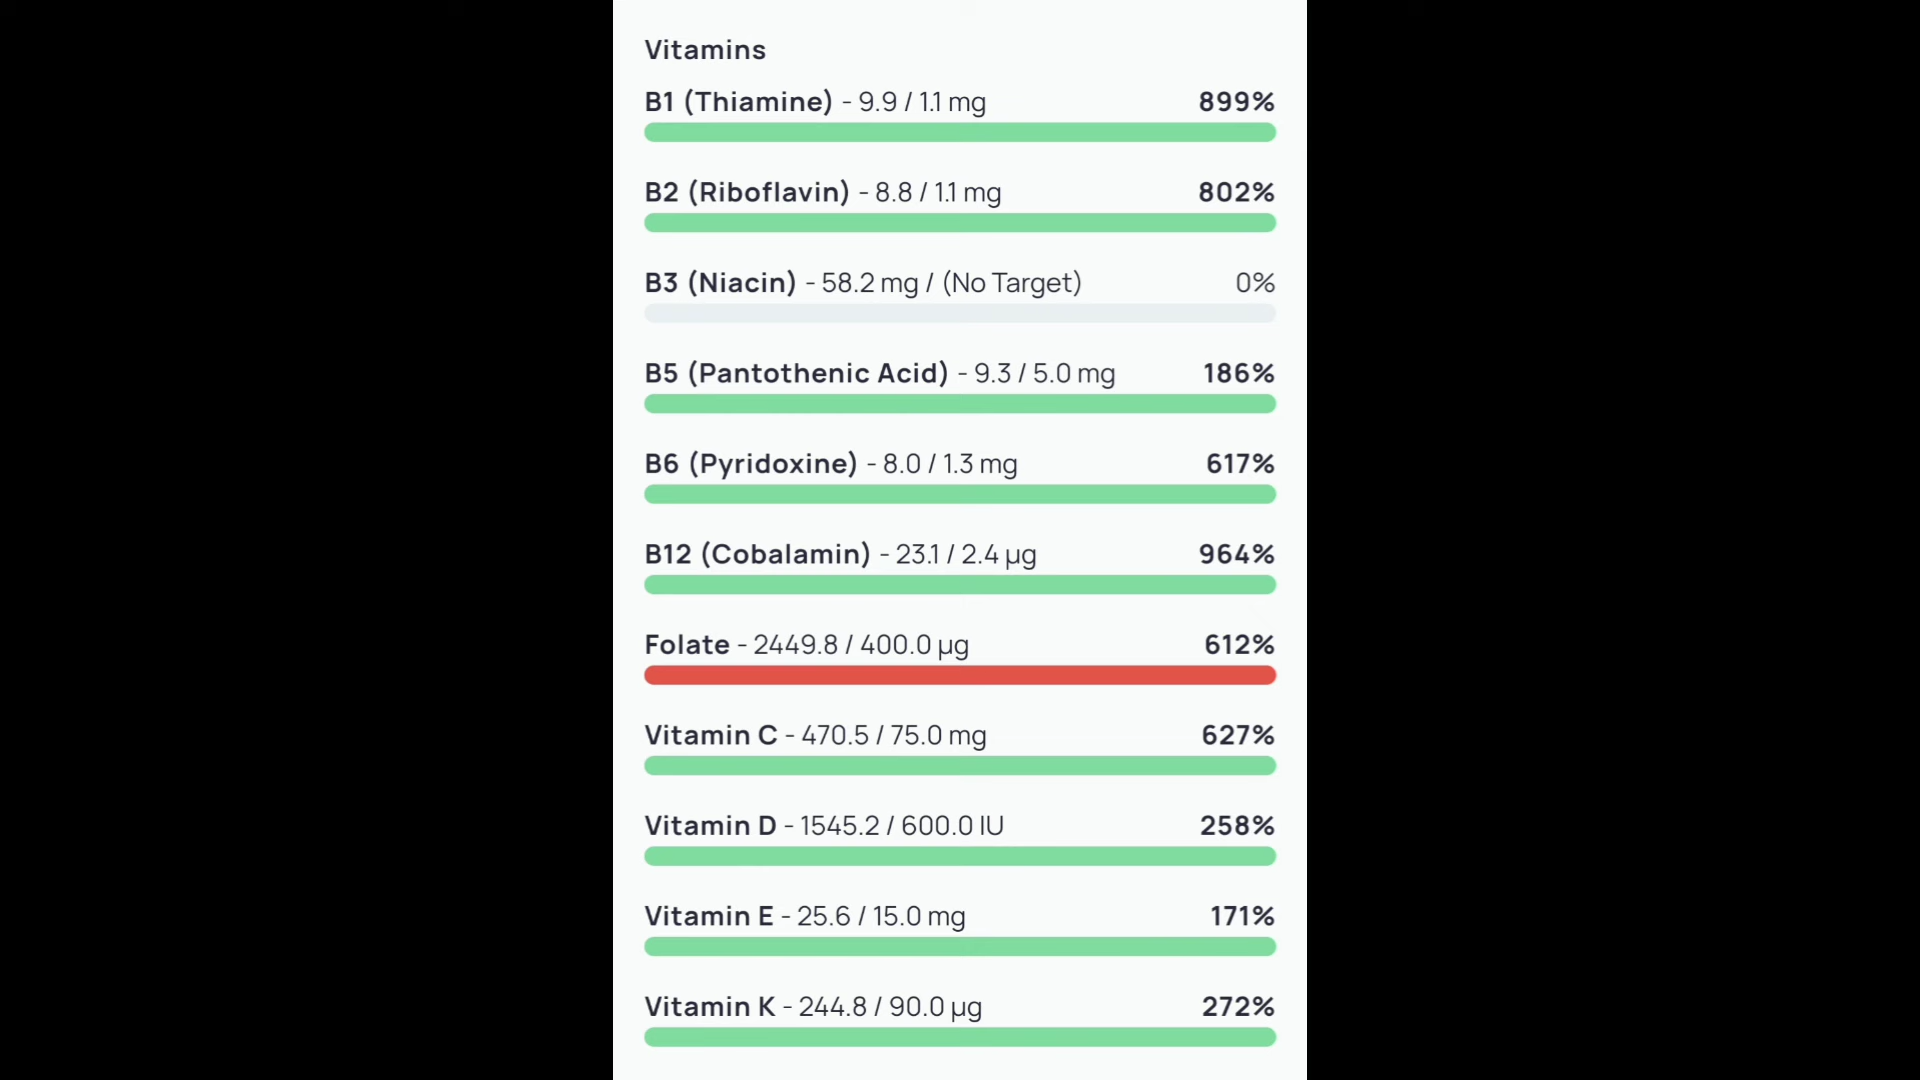 Vitamins
B1 (Thiamine) - 9.9 / 1.1 mg 899%
B2 (Riboflavin) - 8.8 / 1.1 mg 802%
B3 (Niacin) - 58.2 mg / (No Target) 0%
B5 (Pantothenic Acid) - 9.3 / 5.0 mg 186%
B6 (Pyridoxine) - 8.0 / 1.3 mg 617%
B12 (Cobalamin) - 23.1 / 2.4 µg 964%
Folate - 2449.8 / 400.0 µg 612%
Vitamin C - 470.5 / 75.0 mg 627%
Vitamin D - 1545.2 / 600.0 IU 258%
Vitamin E - 25.6 / 15.0 mg 171%
Vitamin K - 244.8 / 90.0 µg 272%